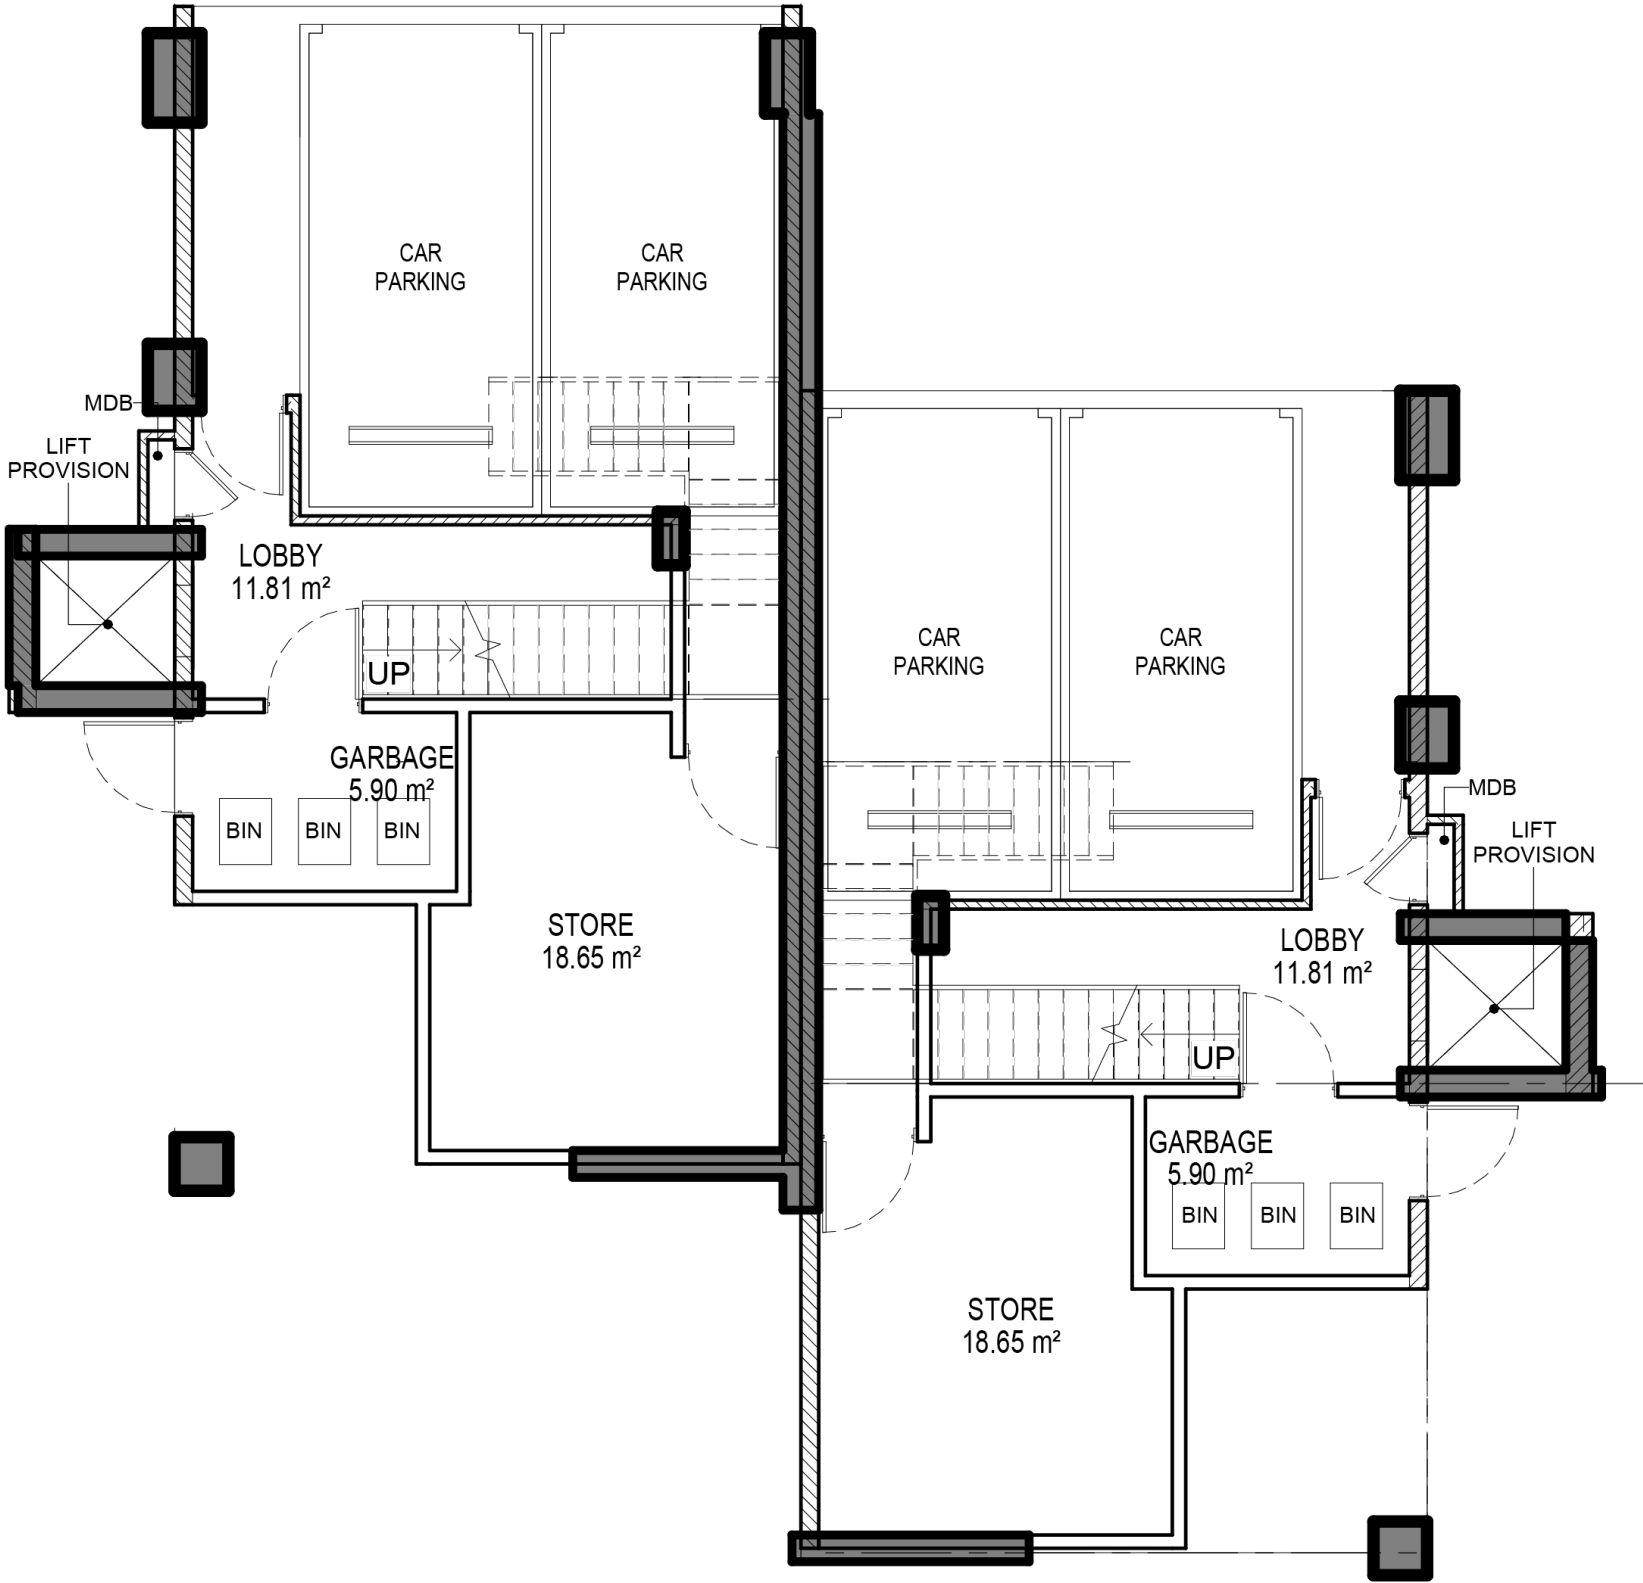 CAR
PARKING
CAR
PARKING
MDB
LIFT
PROVISION
LOBBY
11.81 m²
UP
GARBAGE
5.90 m²
BIN
BIN
BIN
STORE
18.65 m²
CAR
PARKING
CAR
PARKING
MDB
LIFT
PROVISION
LOBBY
11.81 m²
UP
GARBAGE
5.90 m²
BIN
BIN
BIN
STORE
18.65 m²